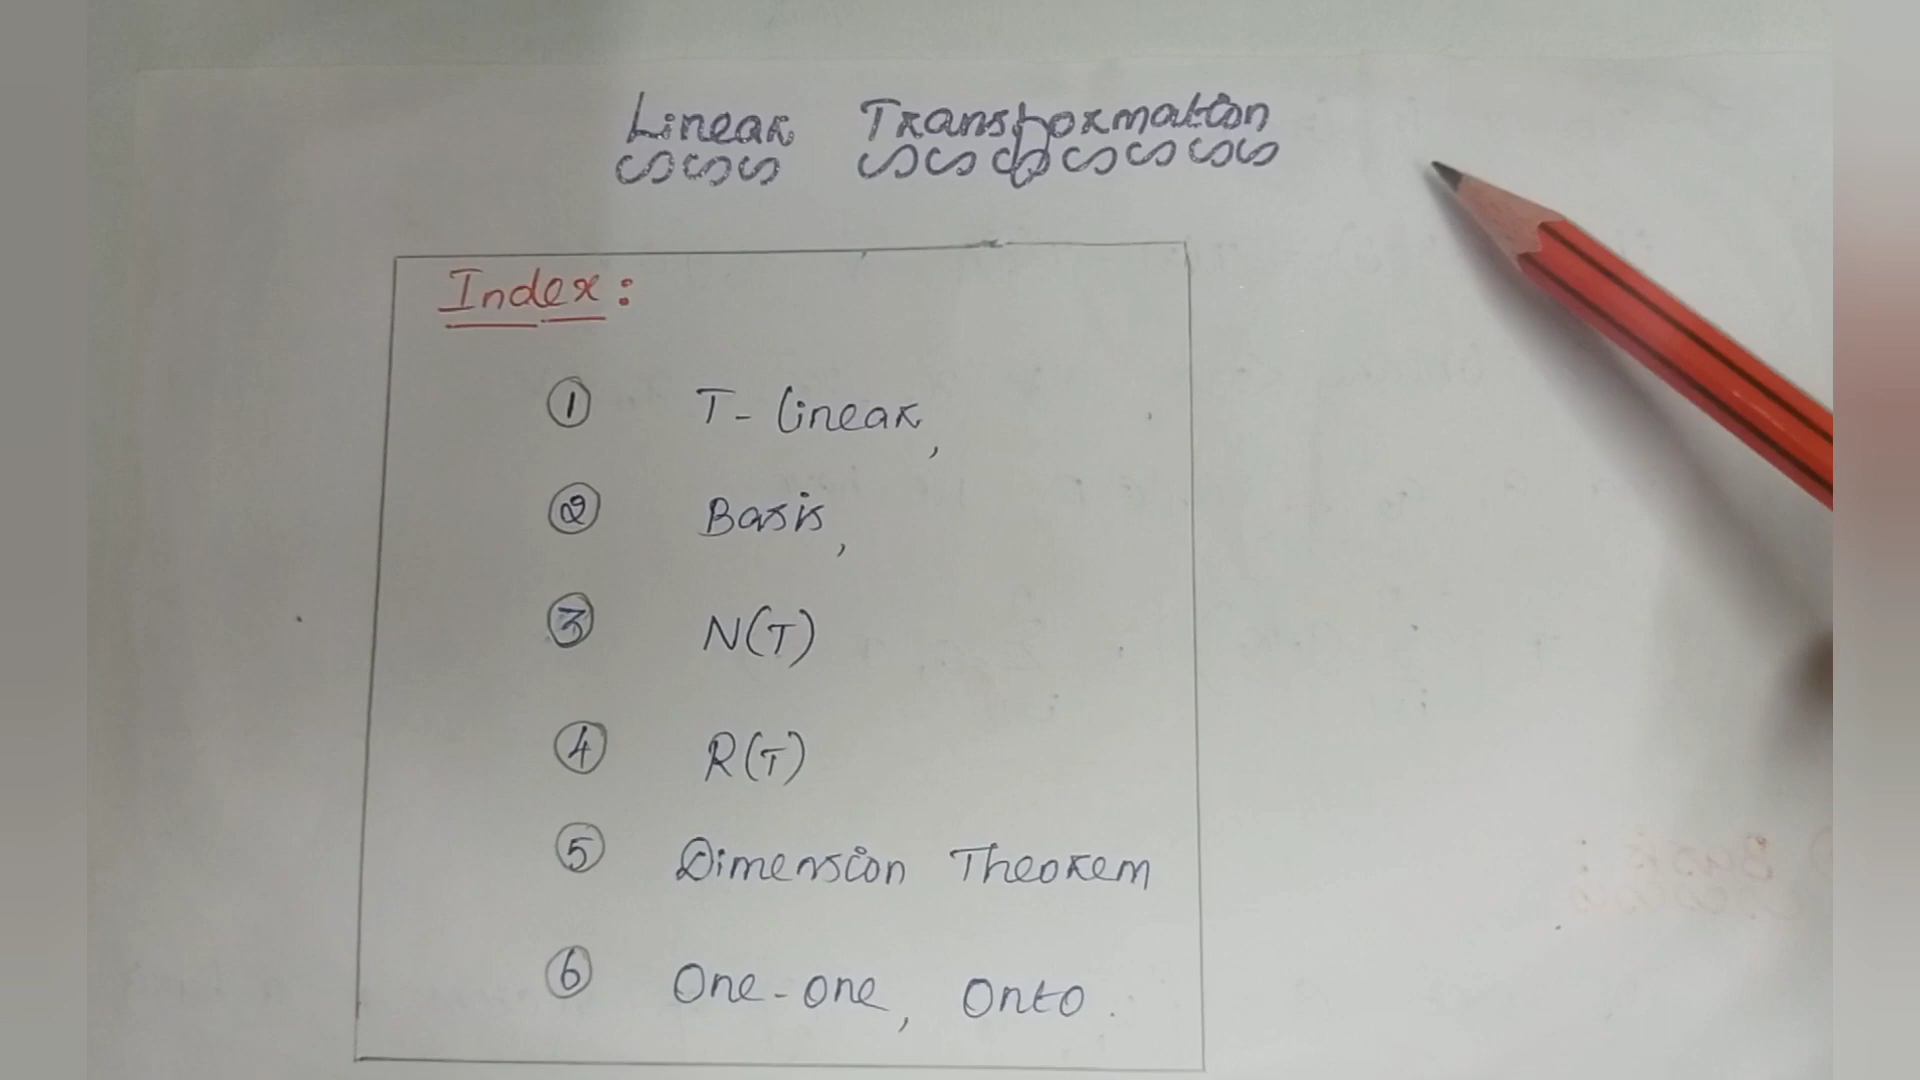 Linear Transformation
Index:
① T- linear,
② Basis,
③ N(T)
④ R(T)
⑤ Dimension Theorem
⑥ One-one, Onto.